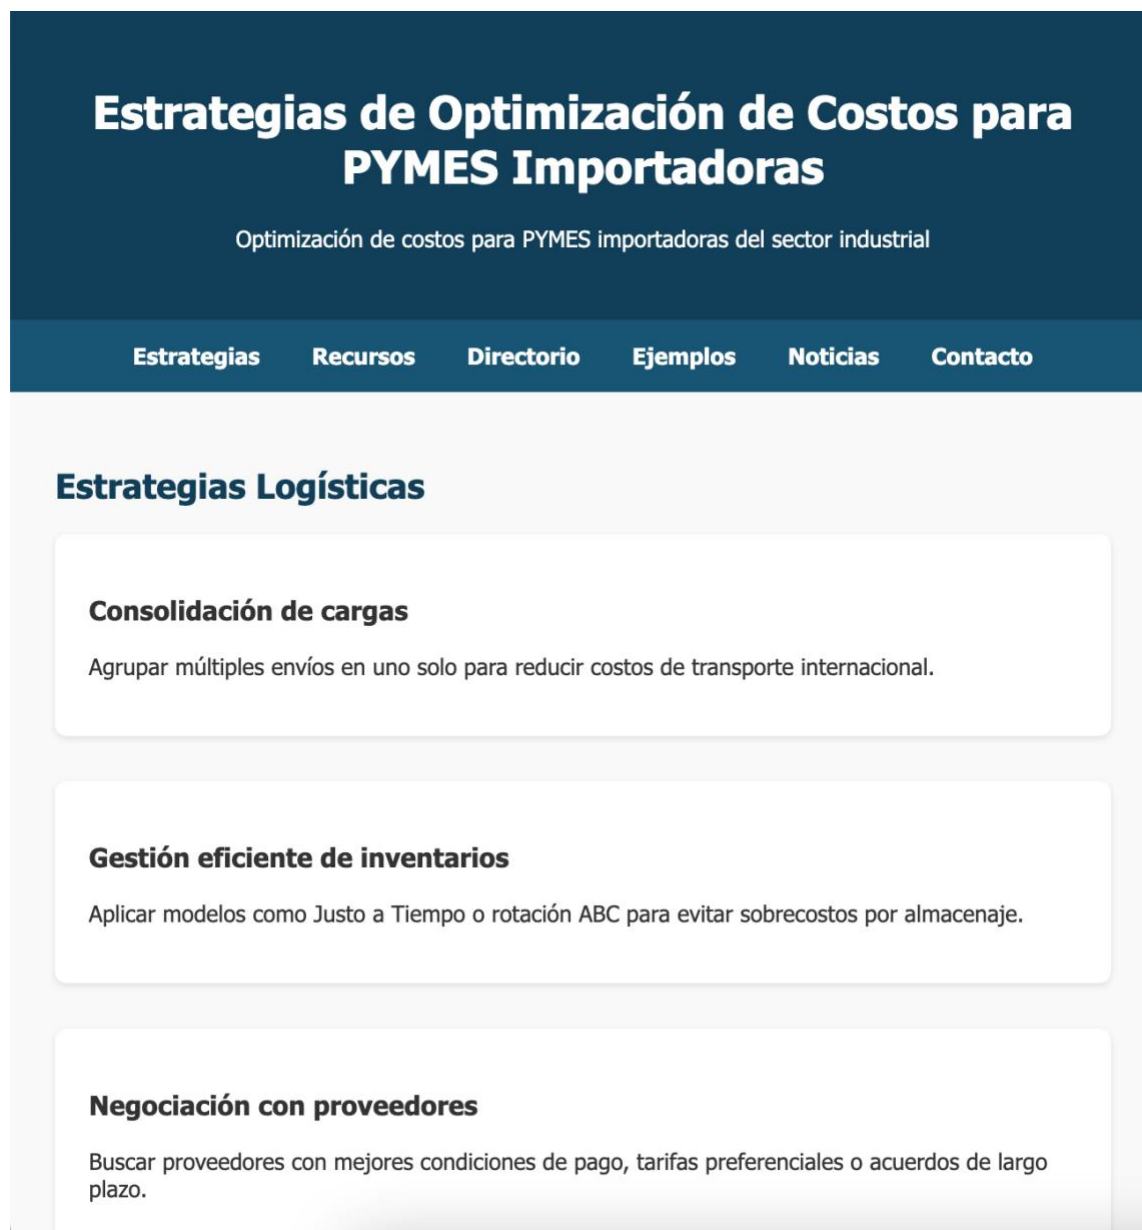 Estrategias de Optimización de Costos para
PYMES Importadoras
Optimización de costos para PYMES importadoras del sector industrial
Estrategias Recursos Directorio Ejemplos Noticias Contacto
Estrategias Logísticas
Consolidación de cargas
Agrupar múltiples envíos en uno solo para reducir costos de transporte internacional.
Gestión eficiente de inventarios
Aplicar modelos como Justo a Tiempo o rotación ABC para evitar sobrecostos por almacenaje.
Negociación con proveedores
Buscar proveedores con mejores condiciones de pago, tarifas preferenciales o acuerdos de largo
plazo.